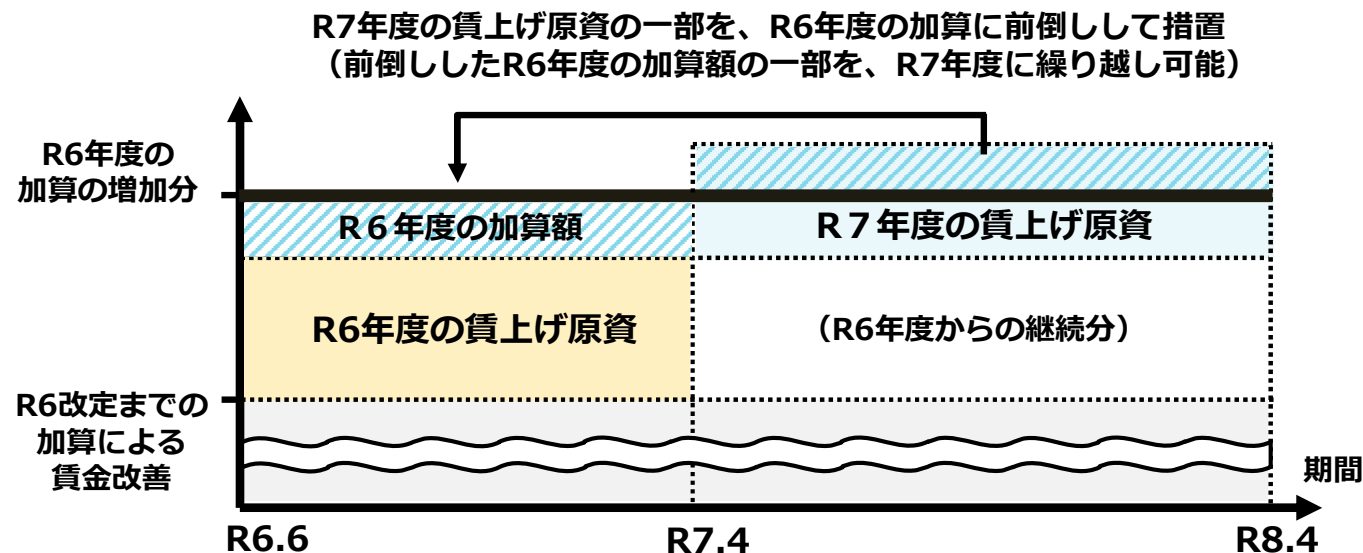 R7年度の賃上げ原資の一部を、R6年度の加算に前倒しして措置
（前倒ししたR6年度の加算額の一部を、R7年度に繰り越し可能）
R6年度の
加算の増加分
R６年度の加算額
R７年度の賃上げ原資
R6年度の賃上げ原資
（R6年度からの継続分）
R6改定までの
加算による
賃金改善
期間
R6.6
R7.4
R8.4